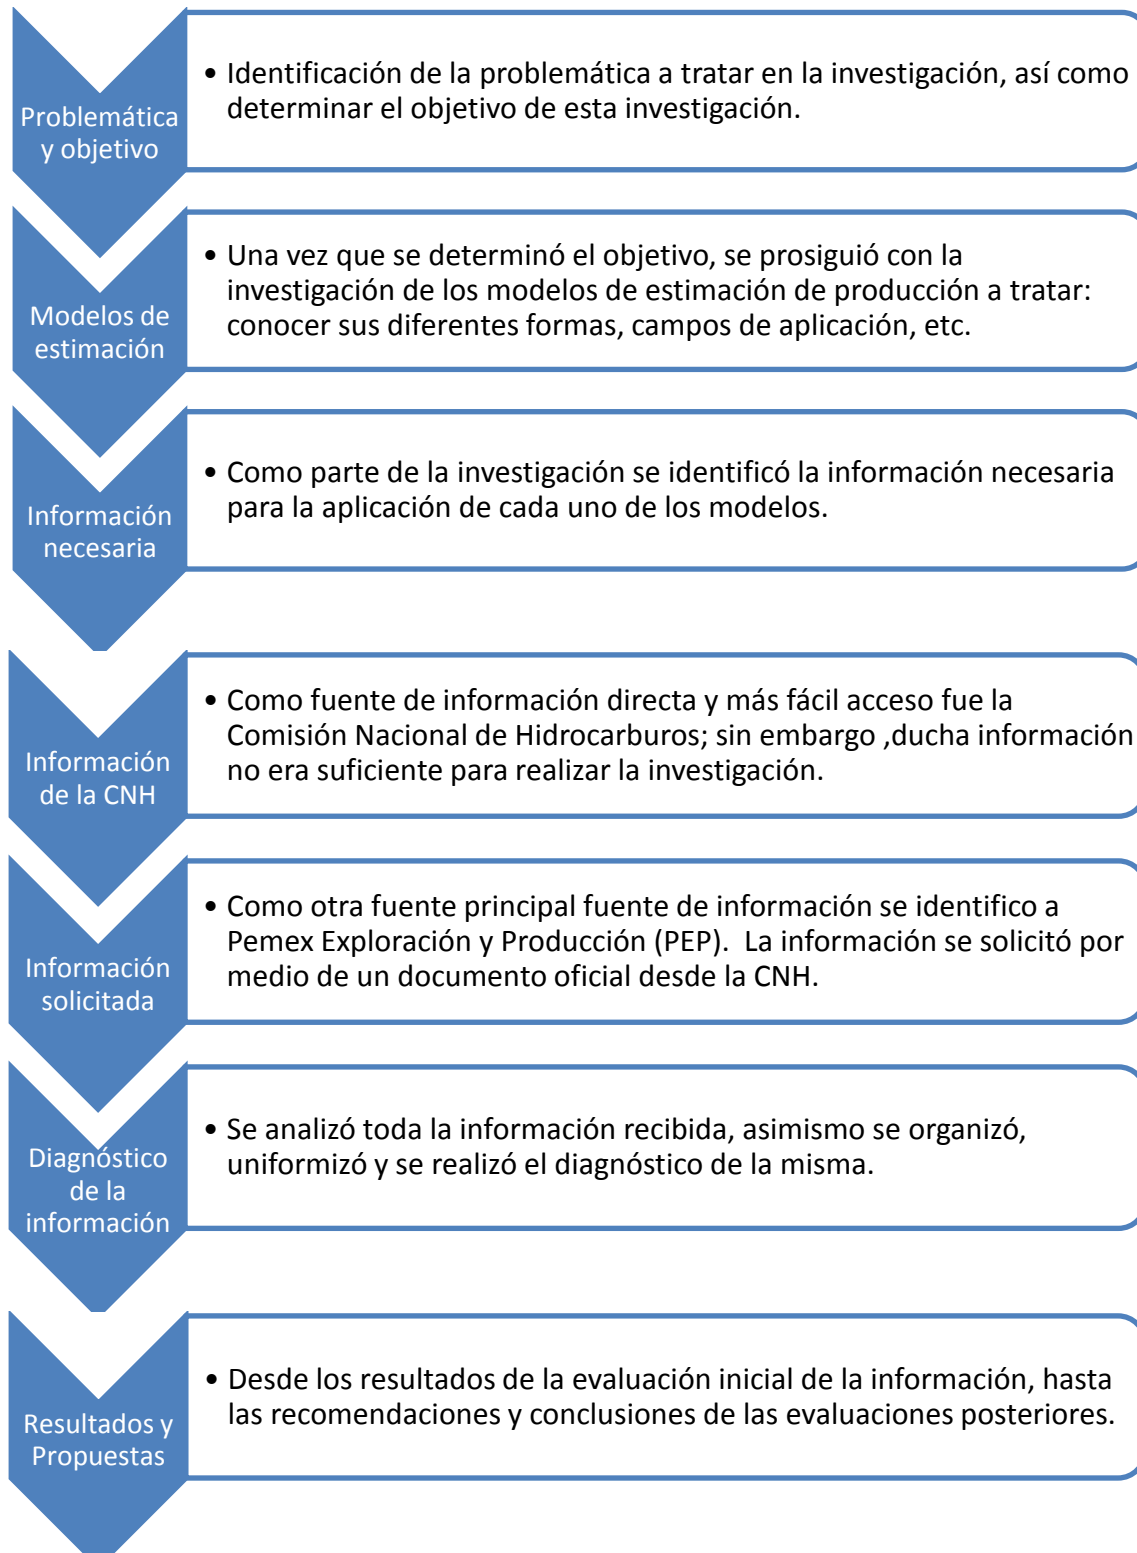 Problemática
y objetivo
• Identificación de la problemática a tratar en la investigación, así como
determinar el objetivo de esta investigación.
Modelos de
estimación
• Una vez que se determinó el objetivo, se prosiguió con la
investigación de los modelos de estimación de producción a tratar:
conocer sus diferentes formas, campos de aplicación, etc.
Información
necesaria
• Como parte de la investigación se identificó la información necesaria
para la aplicación de cada uno de los modelos.
Información
de la CNH
• Como fuente de información directa y más fácil acceso fue la
Comisión Nacional de Hidrocarburos; sin embargo ,ducha información
no era suficiente para realizar la investigación.
Información
solicitada
• Como otra fuente principal fuente de información se identifico a
Pemex Exploración y Producción (PEP).  La información se solicitó por
medio de un documento oficial desde la CNH.
Diagnóstico
de la
información
• Se analizó toda la información recibida, asimismo se organizó,
uniformizó y se realizó el diagnóstico de la misma.
Resultados y
Propuestas
• Desde los resultados de la evaluación inicial de la información, hasta
las recomendaciones y conclusiones de las evaluaciones posteriores.